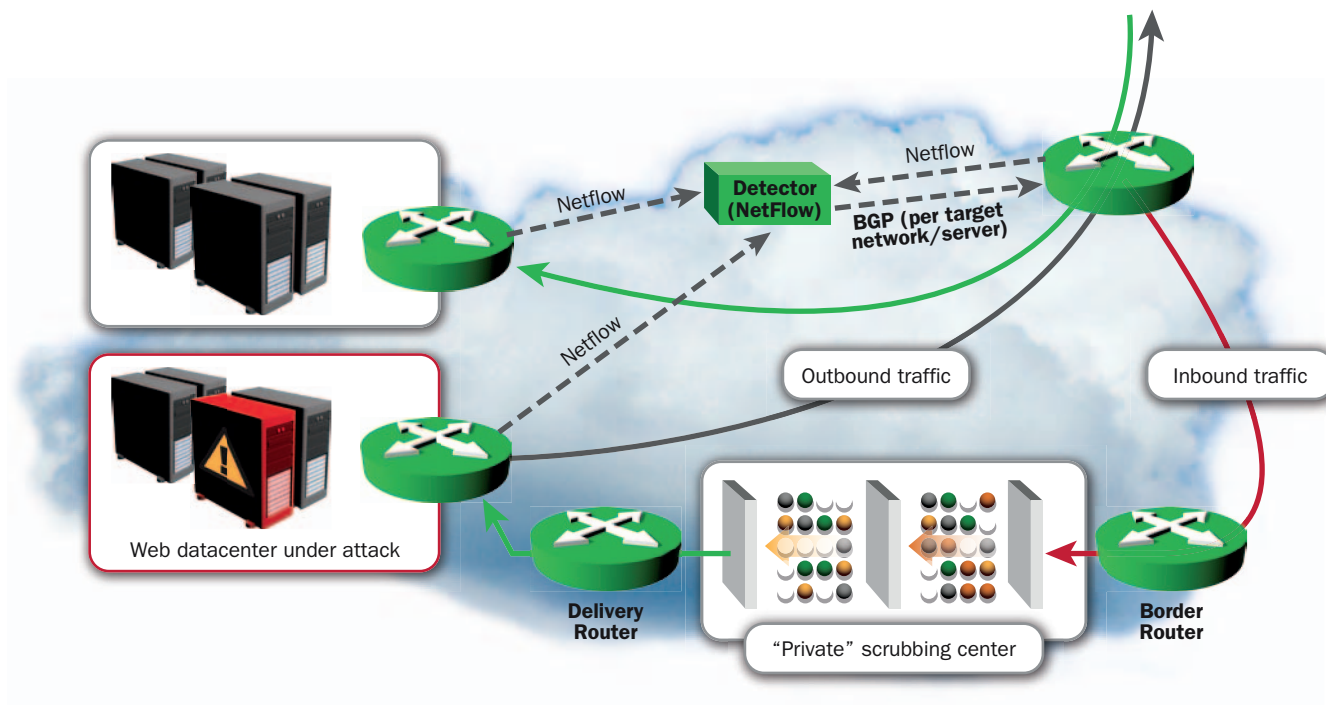 Netflow
Netflow
Detector
(NetFlow)
BGP (per target
network/server)
Netflow
Outbound traffic
Inbound traffic
Web datacenter under attack
Delivery
Router
Border
Router
“Private” scrubbing center